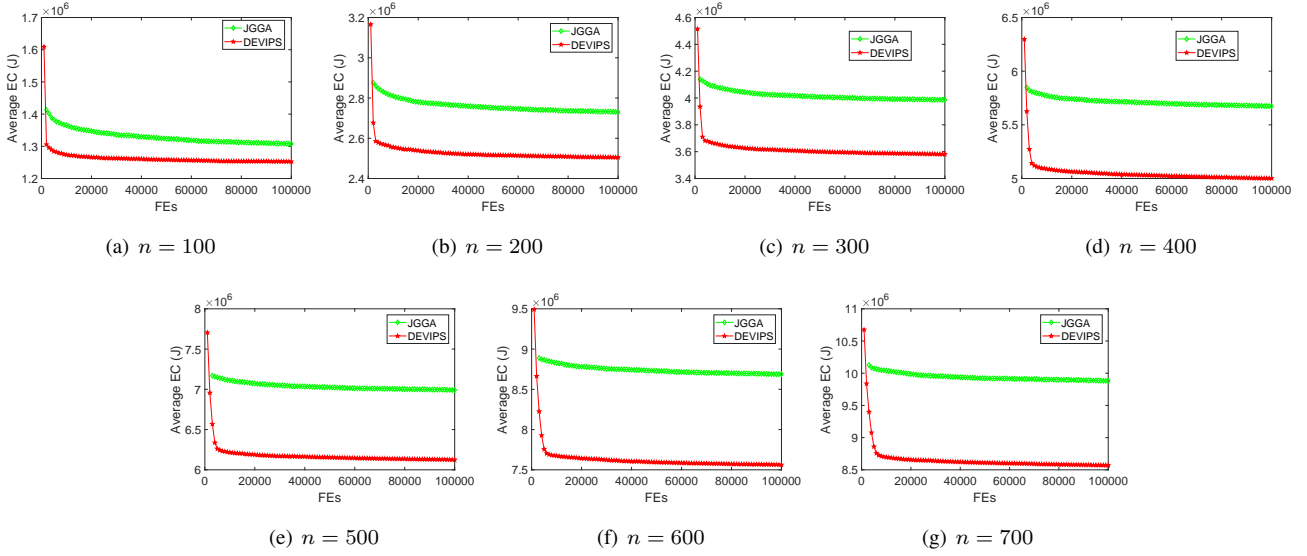 ×10^6
1.7
1.6
1.5
1.4
1.3
1.2
Average EC (J)
JGGA
DEVIPS
0 20000 40000 60000 80000 100000
FEs
(a) n = 100
×10^6
3.2
3
2.8
2.6
2.4
Average EC (J)
JGGA
DEVIPS
0 20000 40000 60000 80000 100000
FEs
(b) n = 200
×10^6
4.6
4.4
4.2
4
3.8
3.6
3.4
Average EC (J)
JGGA
DEVIPS
0 20000 40000 60000 80000 100000
FEs
(c) n = 300
×10^6
6.5
6
5.5
5
Average EC (J)
JGGA
DEVIPS
0 20000 40000 60000 80000 100000
FEs
(d) n = 400
×10^6
8
7.5
7
6.5
6
Average EC (J)
JGGA
DEVIPS
0 20000 40000 60000 80000 100000
FEs
(e) n = 500
×10^6
9.5
9
8.5
8
7.5
Average EC (J)
JGGA
DEVIPS
0 20000 40000 60000 80000 100000
FEs
(f) n = 600
×10^6
11
10.5
10
9.5
9
8.5
Average EC (J)
JGGA
DEVIPS
0 20000 40000 60000 80000 100000
FEs
(g) n = 700